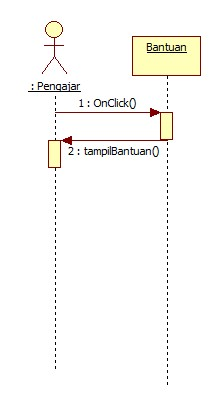 Bantuan
: Pengajar
1 : OnClick()
2 : tampilBantuan()